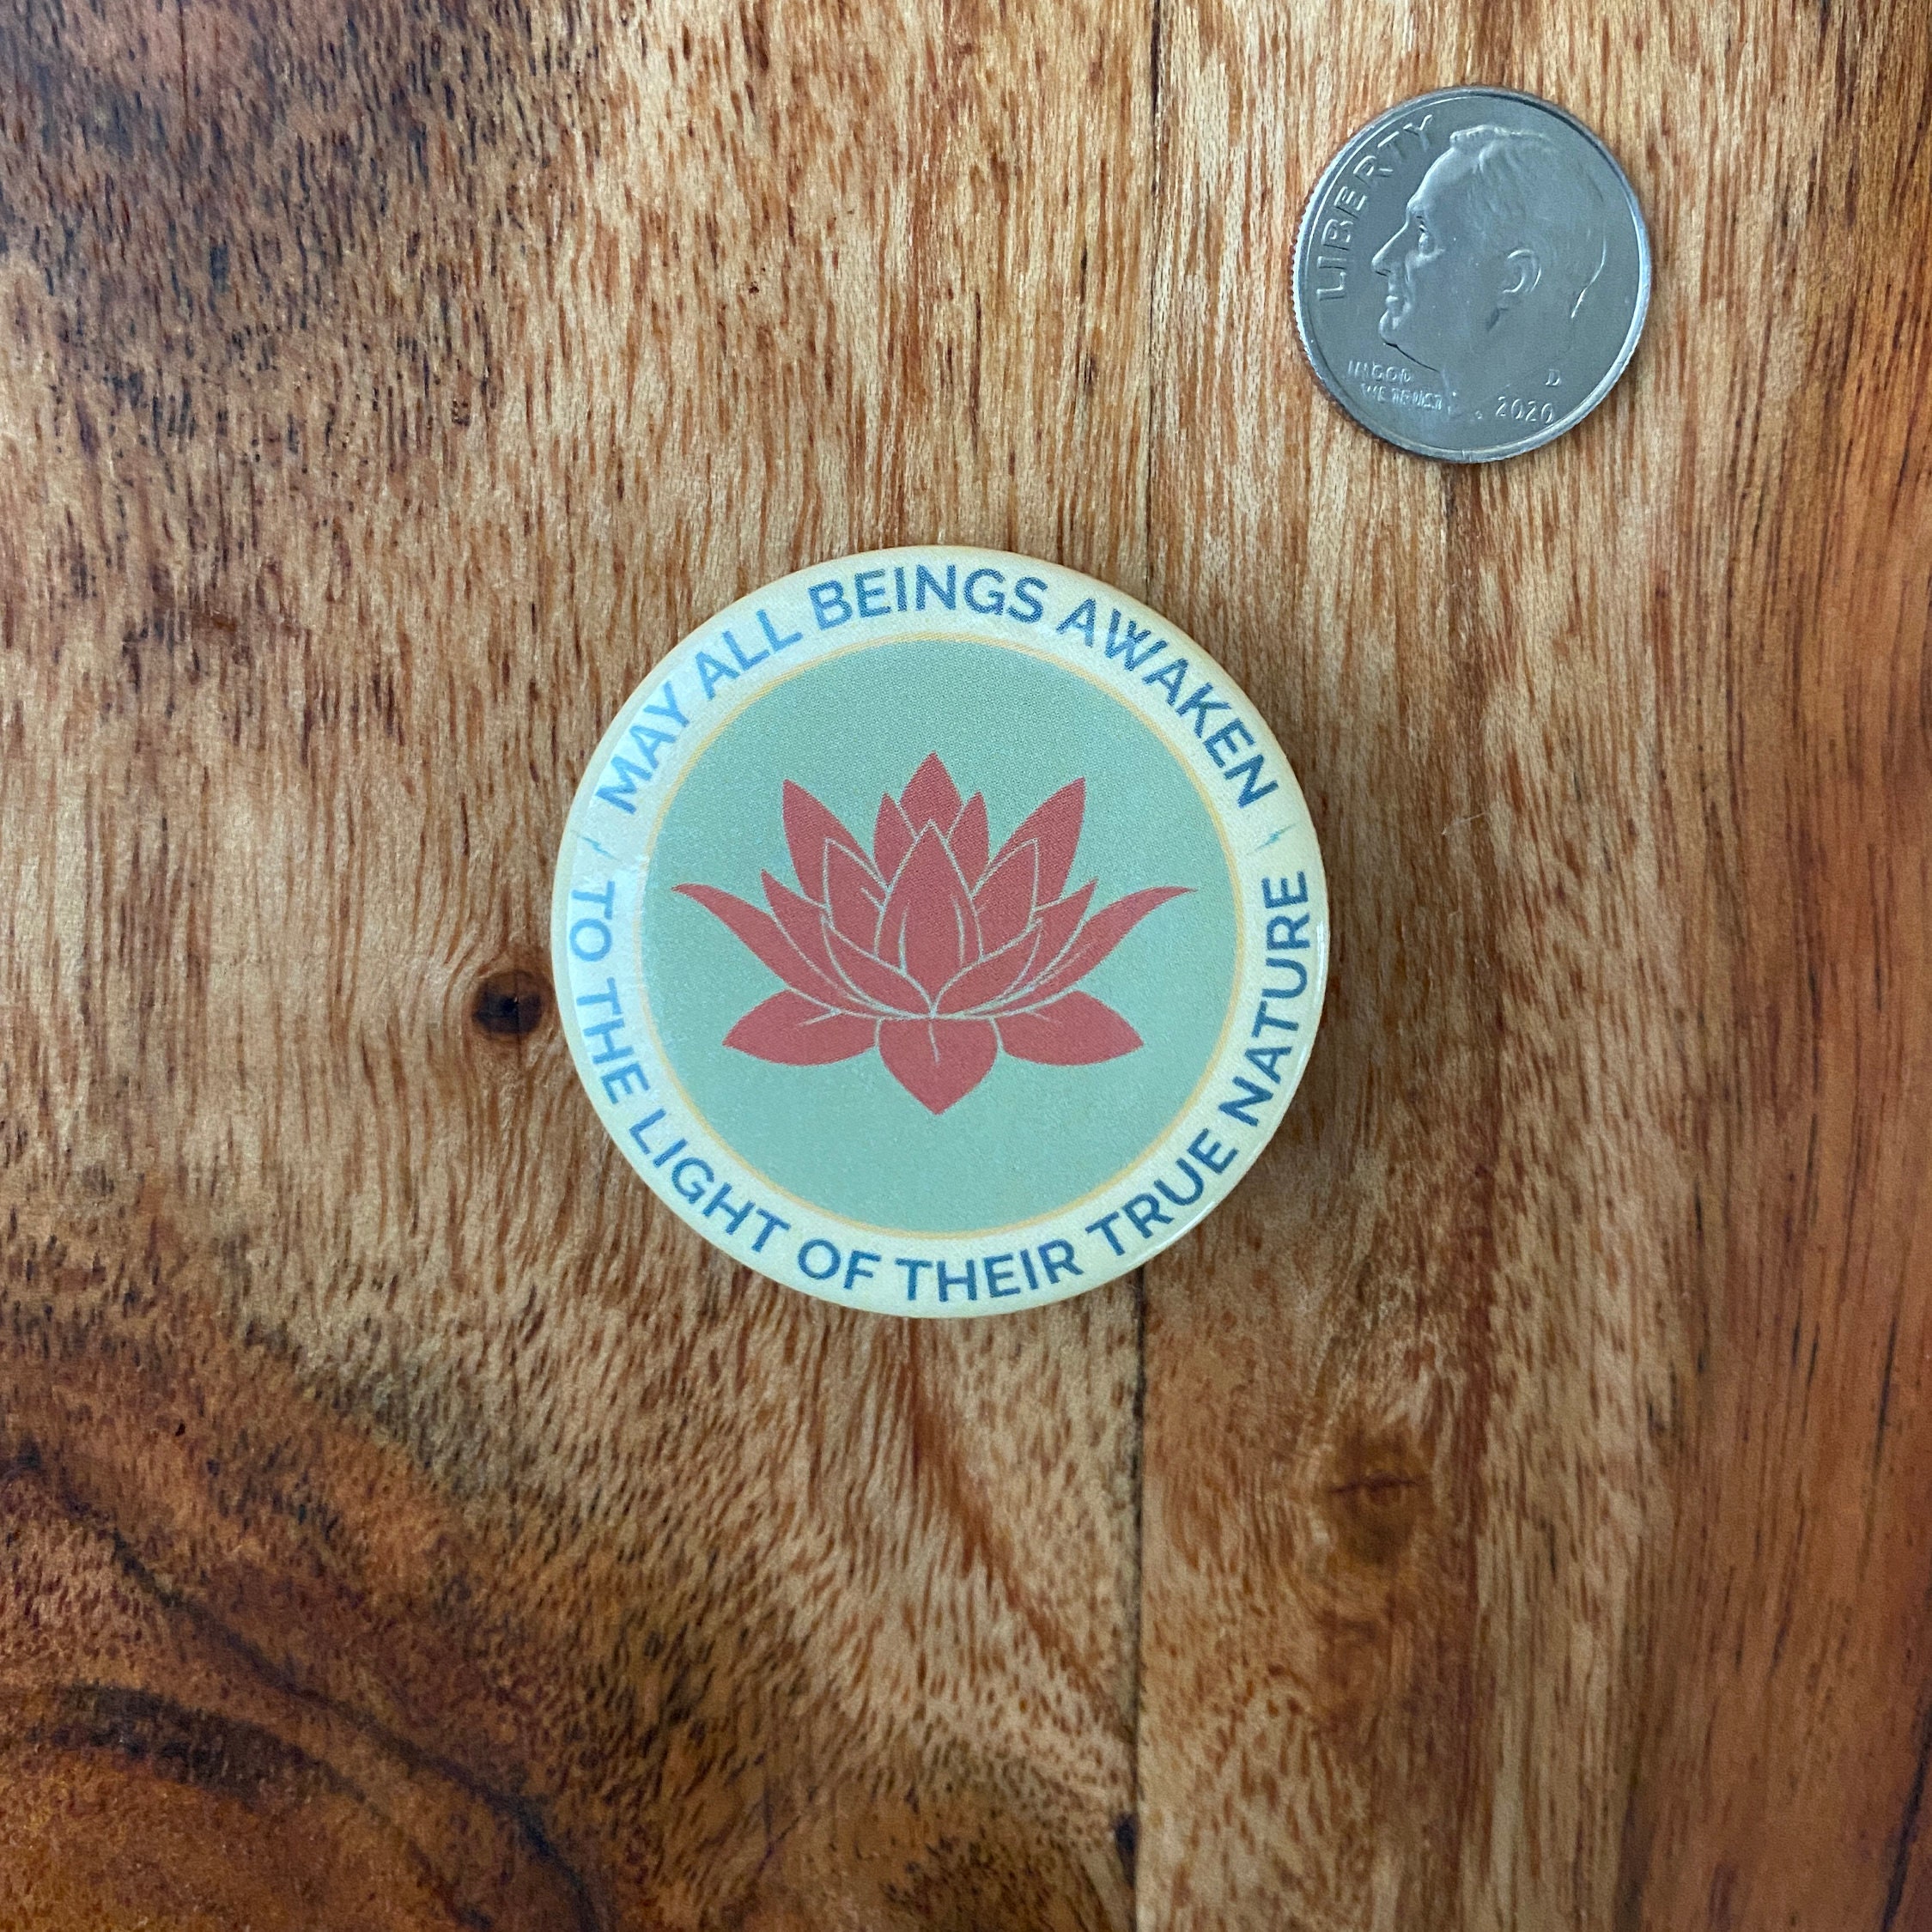 MAY ALL BEINGS AWAKEN
TO THE LIGHT OF THEIR TRUE NATURE
LIBERTY
IN GOD
WE TRUST
D
2020